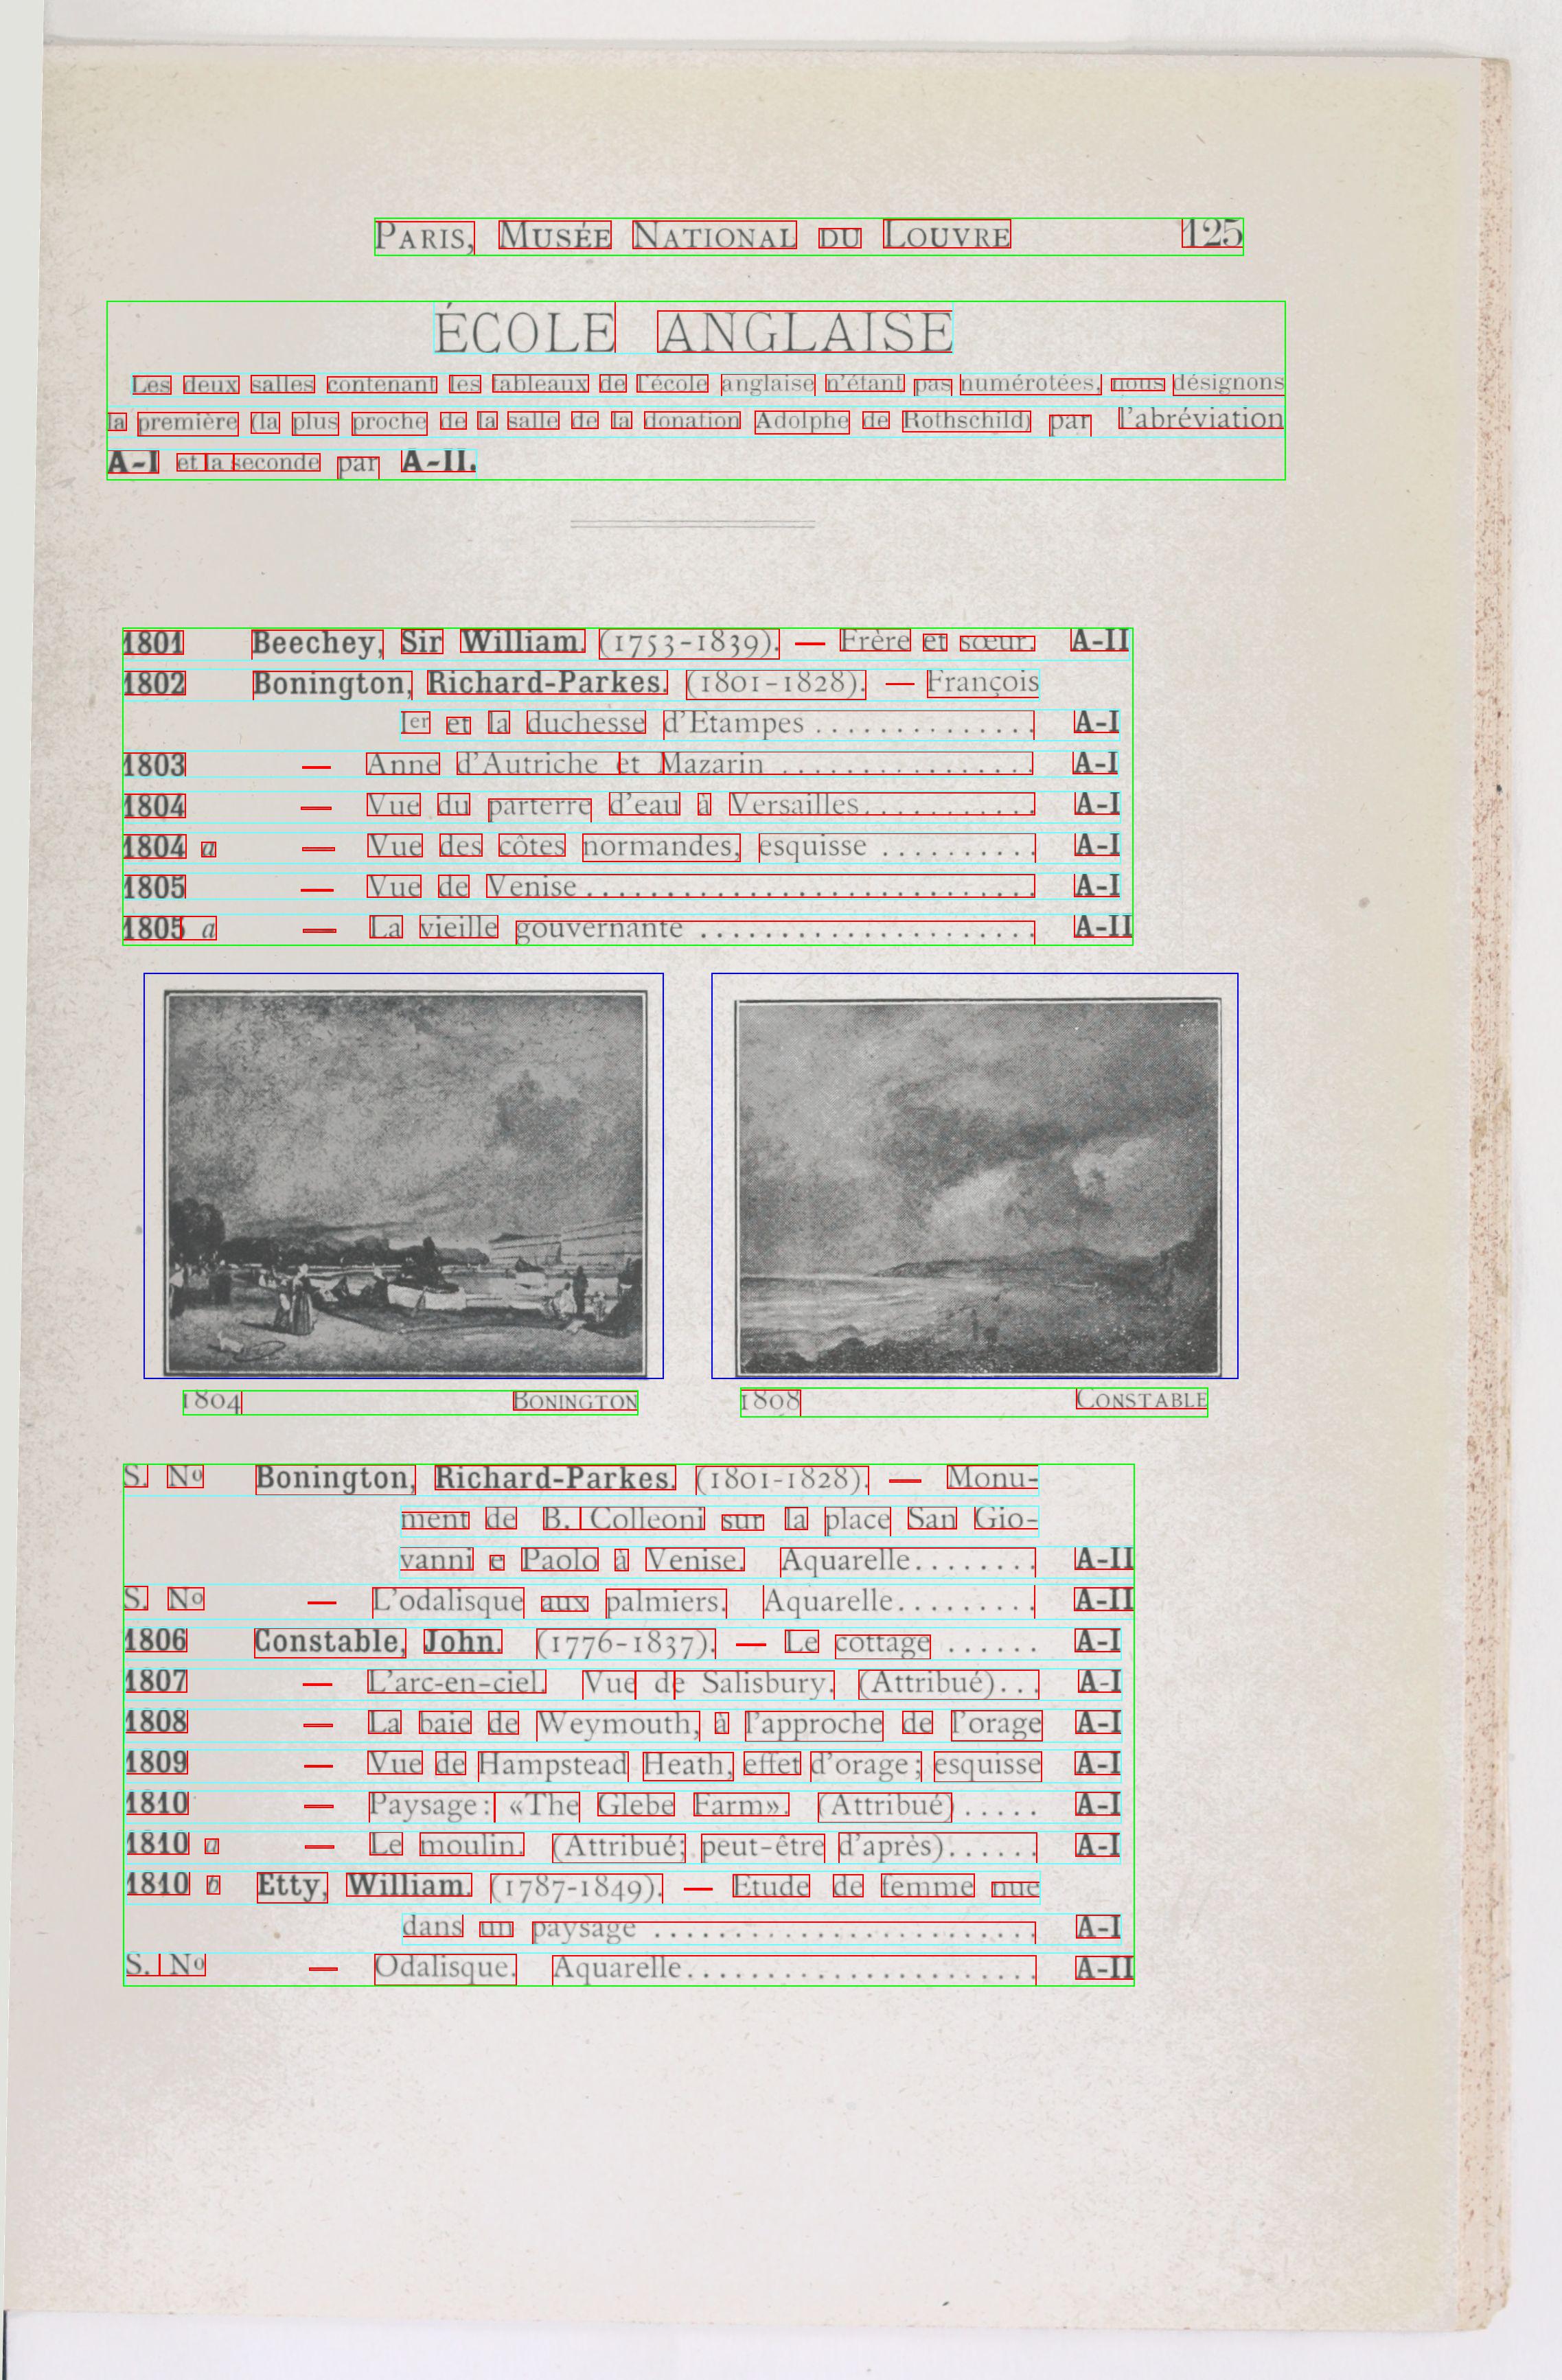 PARIS, MUSÉE NATIONAL DU LOUVRE 125
ÉCOLE ANGLAISE
Les deux salles contenant les tableaux de l'école anglaise n'étant pas numérotées, nous désignons
la première (la plus proche de la salle de la donation Adolphe de Rothschild) par l'abréviation
A-I et la seconde par A-II.
1801 Beechey, Sir William. (1753-1839). — Frère et sœur. A-II
1802 Bonington, Richard-Parkes. (1801-1828). — François
Ier et la duchesse d'Etampes .............. A-I
1803 — Anne d'Autriche et Mazarin ................ A-I
1804 — Vue du parterre d'eau à Versailles........... A-I
1804 a — Vue des côtes normandes, esquisse .......... A-I
1805 — Vue de Venise............................ A-I
1805 a — La vieille gouvernante ..................... A-II
1804 BONINGTON
1808 CONSTABLE
S. Nº Bonington, Richard-Parkes. (1801-1828). — Monu-
ment de B. Colleoni sur la place San Gio-
vanni e Paolo à Venise. Aquarelle........ A-II
S. Nº — L'odalisque aux palmiers. Aquarelle......... A-II
1806 Constable, John. (1776-1837). — Le cottage ...... A-I
1807 — L'arc-en-ciel. Vue de Salisbury. (Attribué)... A-I
1808 — La baie de Weymouth, à l'approche de l'orage A-I
1809 — Vue de Hampstead Heath, effet d'orage; esquisse A-I
1810 — Paysage: «The Glebe Farm». (Attribué) ..... A-I
1810 a — Le moulin. (Attribué; peut-être d'après)...... A-I
1810 b Etty, William. (1787-1849). — Etude de femme nue
dans un paysage ........................ A-I
S. Nº — Odalisque. Aquarelle...................... A-II